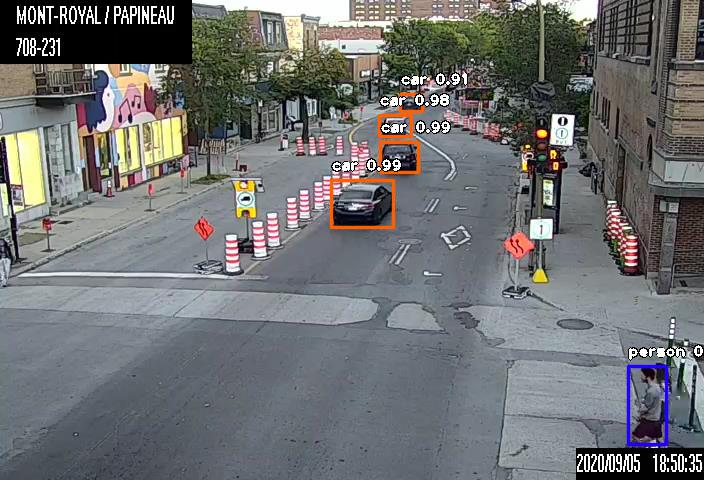 MONT-ROYAL / PAPINEAU
708-231
car 0.91
car 0.98
car 0.99
car 0.99
1
person 0
2020/09/05 18:50:35